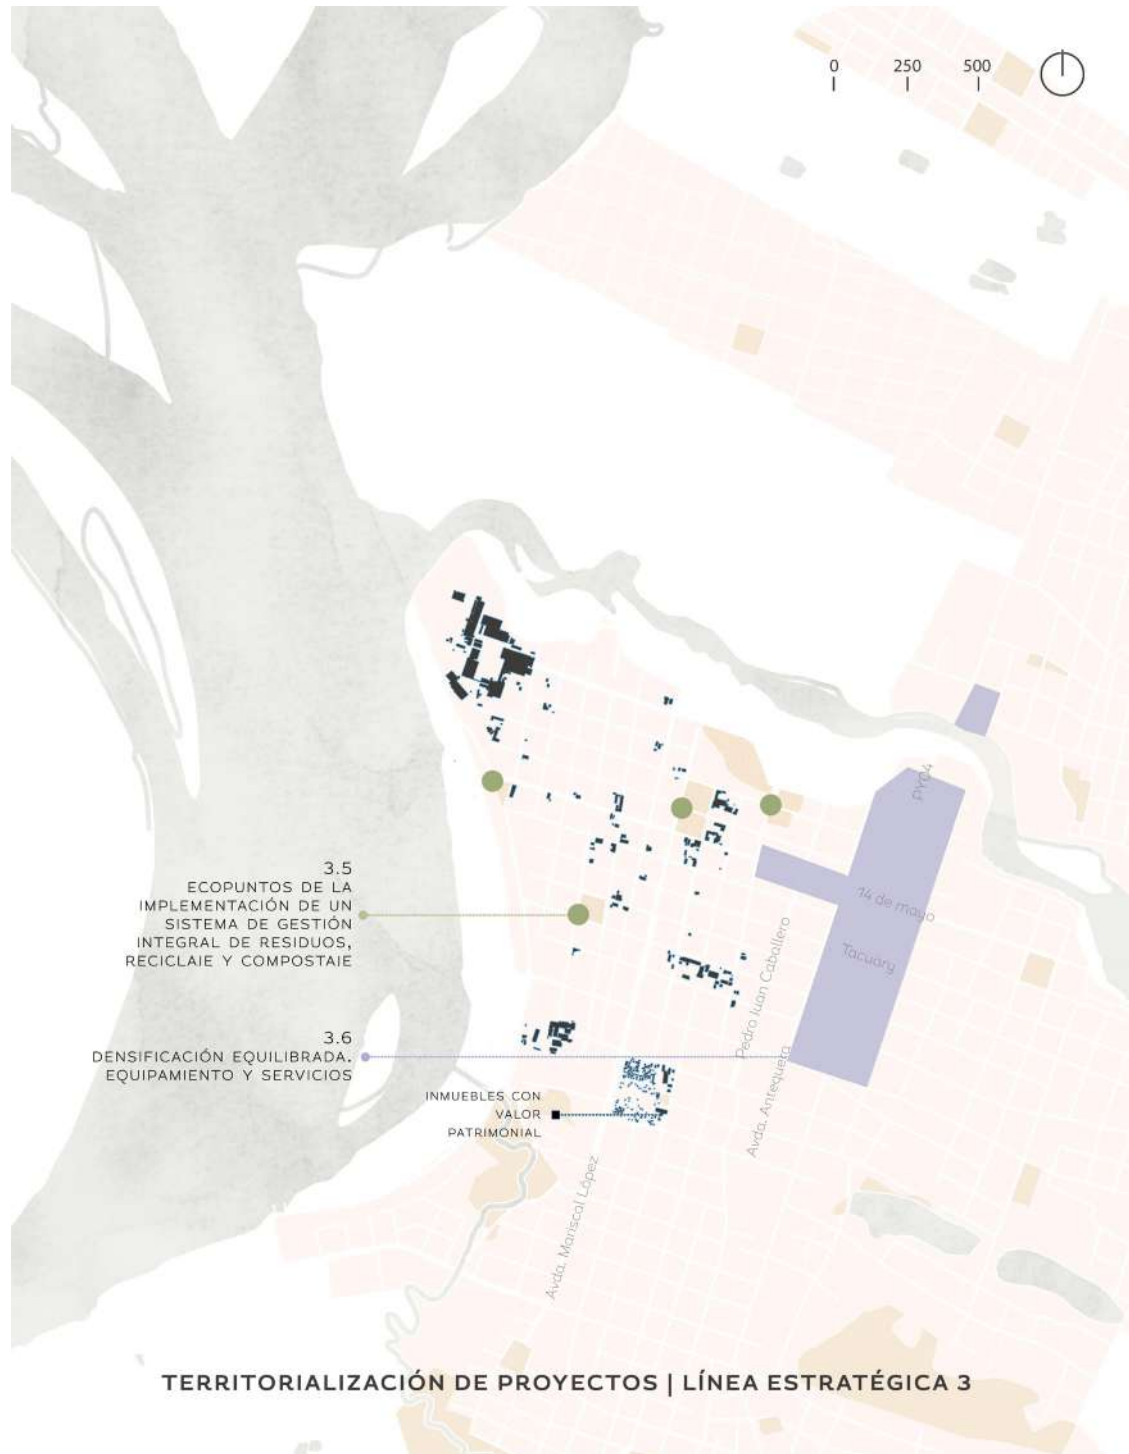 0 250 500
PY04
14 de mayo
Tacuary
Pedro Juan Caballero
Avda. Antequera
Avda. Mariscal López
3.5
ECOPUNTOS DE LA
IMPLEMENTACIÓN DE UN
SISTEMA DE GESTIÓN
INTEGRAL DE RESIDUOS,
RECICLAJE Y COMPOSTAJE
3.6
DENSIFICACIÓN EQUILIBRADA.
EQUIPAMIENTO Y SERVICIOS
INMUEBLES CON
VALOR
PATRIMONIAL
TERRITORIALIZACIÓN DE PROYECTOS | LÍNEA ESTRATÉGICA 3